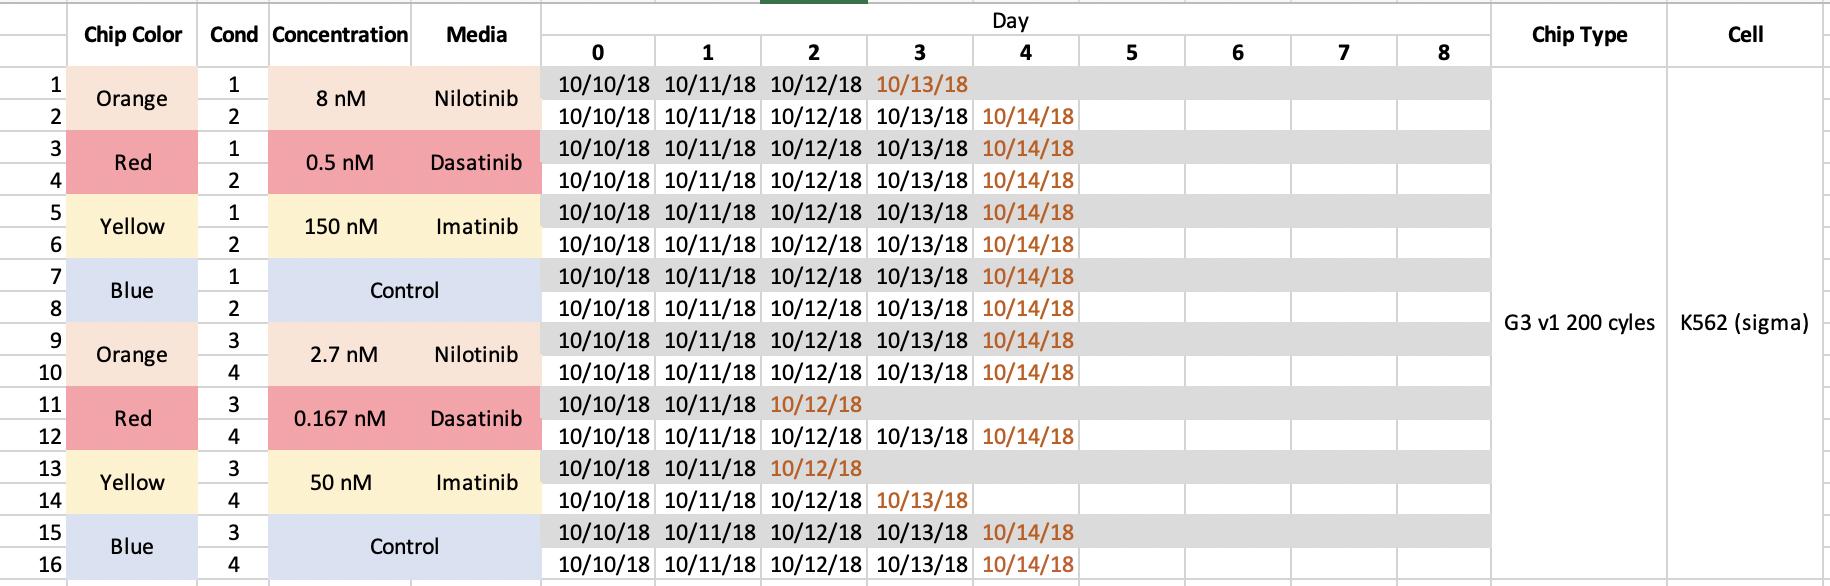 Chip Color Cond Concentration Media Day Chip Type Cell
0 1 2 3 4 5 6 7 8
1 Orange 1 8 nM Nilotinib 10/10/18 10/11/18 10/12/18 10/13/18
2 2 10/10/18 10/11/18 10/12/18 10/13/18 10/14/18
3 Red 1 0.5 nM Dasatinib 10/10/18 10/11/18 10/12/18 10/13/18 10/14/18
4 2 10/10/18 10/11/18 10/12/18 10/13/18 10/14/18
5 Yellow 1 150 nM Imatinib 10/10/18 10/11/18 10/12/18 10/13/18 10/14/18
6 2 10/10/18 10/11/18 10/12/18 10/13/18 10/14/18
7 Blue 1 Control 10/10/18 10/11/18 10/12/18 10/13/18 10/14/18
8 2 10/10/18 10/11/18 10/12/18 10/13/18 10/14/18
G3 v1 200 cyles K562 (sigma)
9 Orange 3 2.7 nM Nilotinib 10/10/18 10/11/18 10/12/18 10/13/18 10/14/18
10 4 10/10/18 10/11/18 10/12/18 10/13/18 10/14/18
11 Red 3 0.167 nM Dasatinib 10/10/18 10/11/18 10/12/18
12 4 10/10/18 10/11/18 10/12/18 10/13/18 10/14/18
13 Yellow 3 50 nM Imatinib 10/10/18 10/11/18 10/12/18
14 4 10/10/18 10/11/18 10/12/18 10/13/18
15 Blue 3 Control 10/10/18 10/11/18 10/12/18 10/13/18 10/14/18
16 4 10/10/18 10/11/18 10/12/18 10/13/18 10/14/18